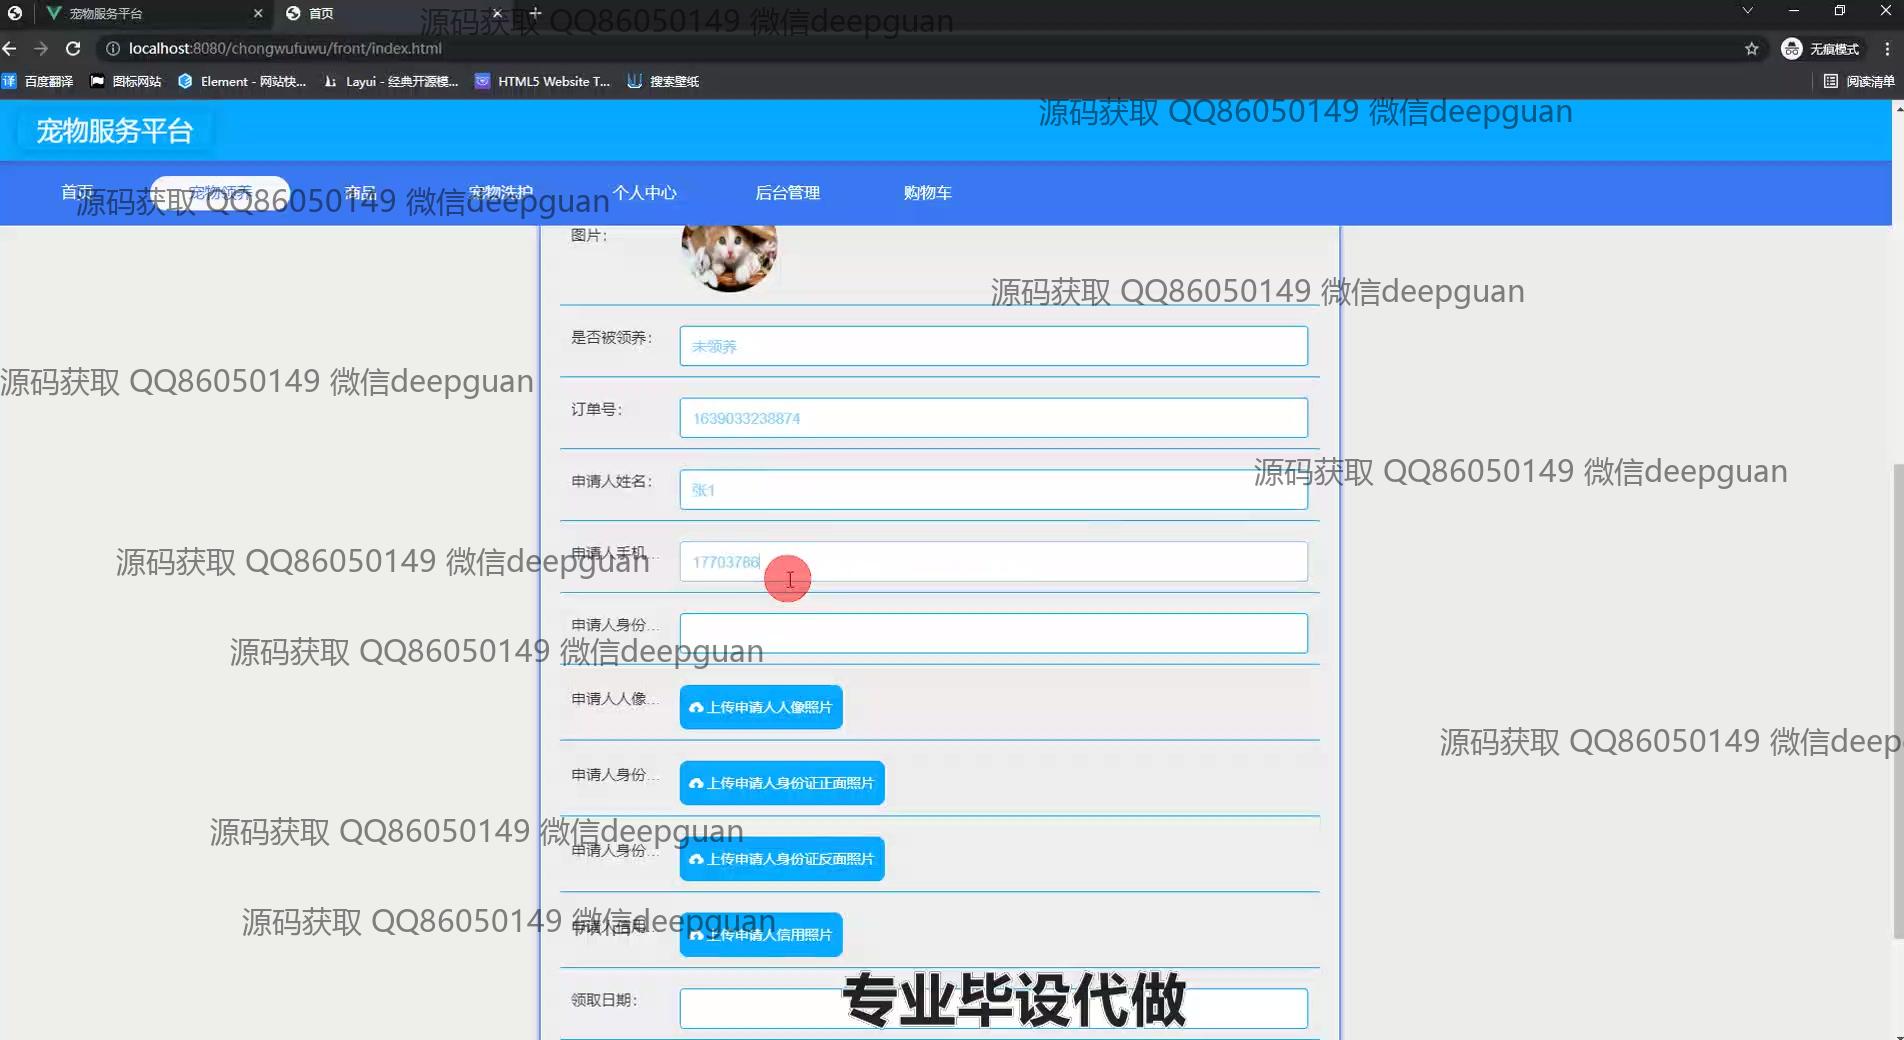 宠物服务平台
首页
源码获取 QQ86050149 微信deepguan
localhost:8080/chongwufuwu/front/index.html
无痕模式
译 百度翻译
图标网站
Element - 网站快...
Layui - 经典开源模...
HTML5 Website T...
搜索壁纸
阅读清单
宠物服务平台
源码获取 QQ86050149 微信deepguan
首页
宠物领养
商品
宠物洗护
个人中心
后台管理
购物车
源码获取 QQ86050149 微信deepguan
图片:
源码获取 QQ86050149 微信deepguan
是否被领养:
未领养
源码获取 QQ86050149 微信deepguan
订单号:
1639033238874
申请人姓名:
张1
源码获取 QQ86050149 微信deepguan
申请人手机...
17703786
源码获取 QQ86050149 微信deepguan
申请人身份...
源码获取 QQ86050149 微信deepguan
申请人人像...
上传申请人人像照片
源码获取 QQ86050149 微信deep
申请人身份...
上传申请人身份证正面照片
源码获取 QQ86050149 微信deepguan
申请人身份...
上传申请人身份证反面照片
源码获取 QQ86050149 微信deepguan
申请人信用...
上传申请人信用照片
领取日期:
专业毕设代做